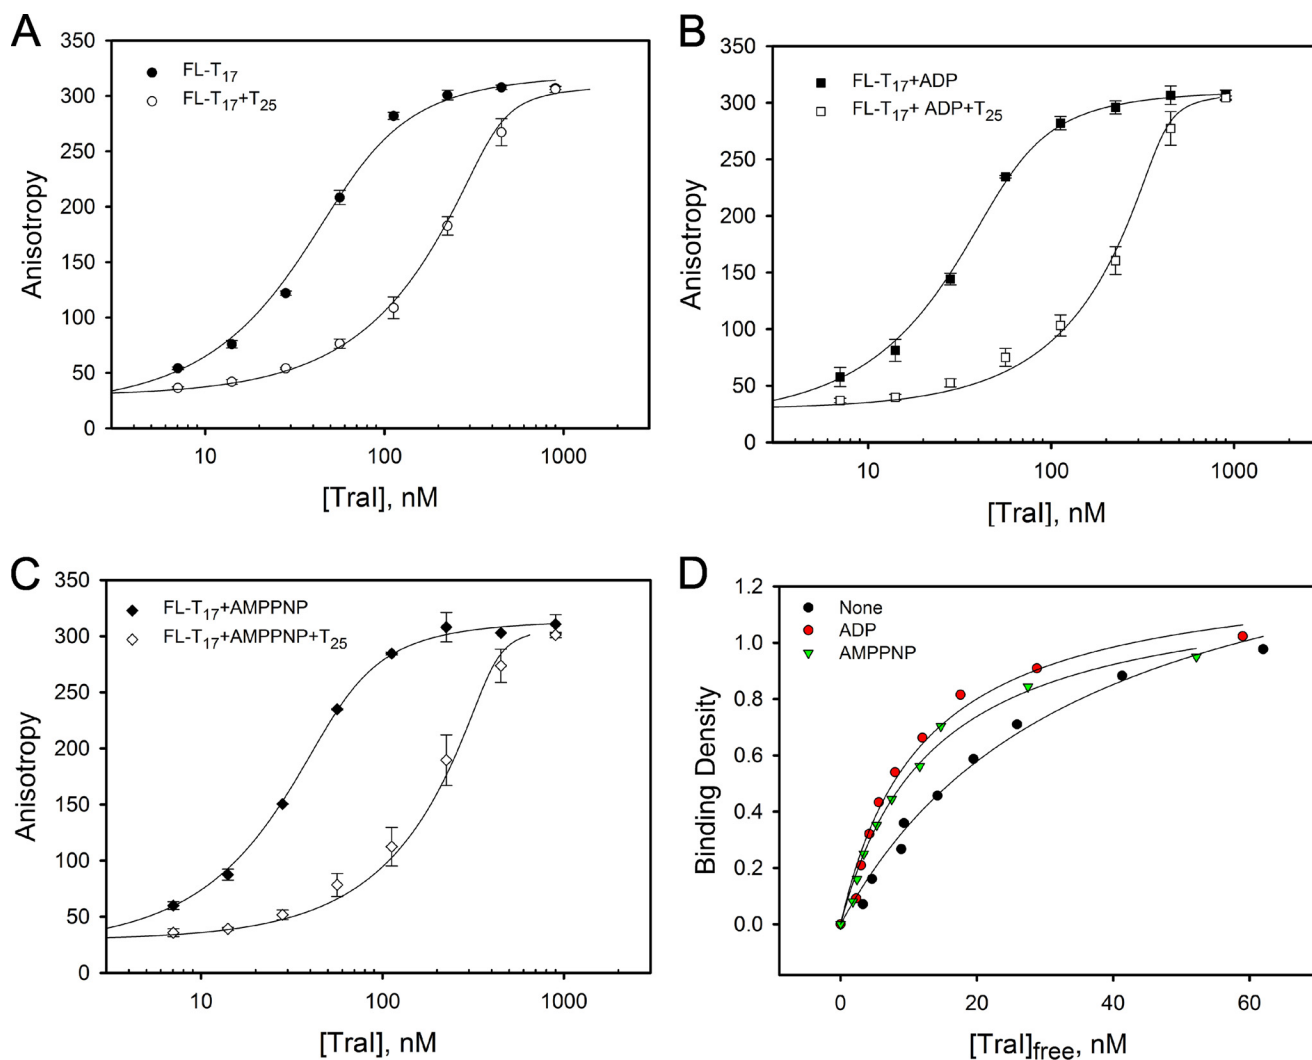 A
350
300
250
200
150
100
50
0
Anisotropy
FL-T17
FL-T17+T25
10
100
1000
[TraI], nM
B
350
300
250
200
150
100
50
0
Anisotropy
FL-T17+ADP
FL-T17+ ADP+T25
10
100
1000
[TraI], nM
C
350
300
250
200
150
100
50
0
Anisotropy
FL-T17+AMPPNP
FL-T17+AMPPNP+T25
10
100
1000
[TraI], nM
D
1.2
1.0
0.8
0.6
0.4
0.2
0.0
Binding Density
None
ADP
AMPPNP
0
20
40
60
[TraI]free, nM